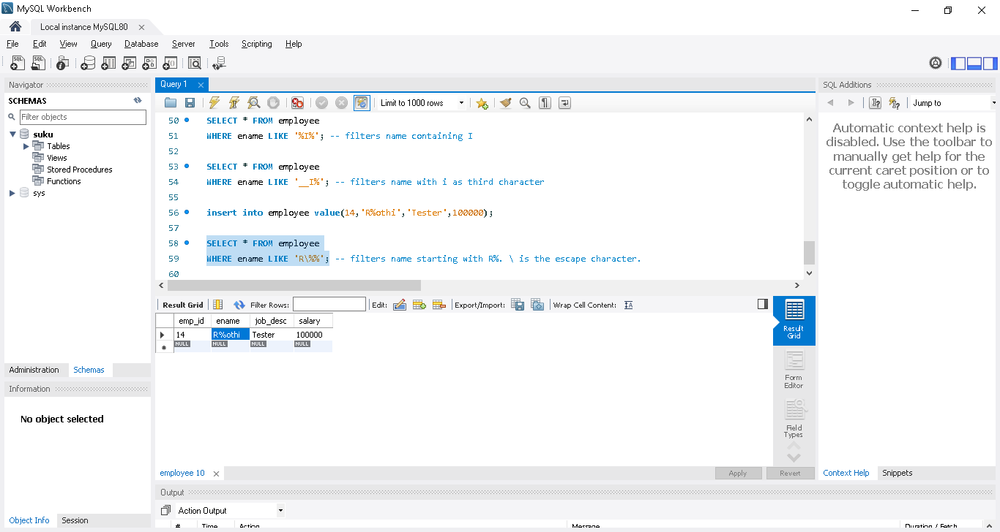 MySQL Workbench
Local instance MySQL80
File Edit View Query Database Server Tools Scripting Help
Navigator
SCHEMAS
Filter objects
suku
Tables
Views
Stored Procedures
Functions
sys
Administration Schemas
Information
No object selected
Object Info Session
Query 1
Limit to 1000 rows
50 SELECT * FROM employee
51 WHERE ename LIKE '%I%'; -- filters name containing I
52
53 SELECT * FROM employee
54 WHERE ename LIKE '__I%'; -- filters name with i as third character
55
56 insert into employee value(14,'R%othi','Tester',100000);
57
58 SELECT * FROM employee
59 WHERE ename LIKE 'R\%%'; -- filters name starting with R%. \ is the escape character.
60
Result Grid Filter Rows: Edit: Export/Import: Wrap Cell Content:
emp_id ename job_desc salary
14 R%othi Tester 100000
NULL NULL NULL NULL
Result
Grid
Form
Editor
Field
Types
employee 10
Apply Revert
Output
Action Output
# Time Action Message Duration / Fetch
SQL Additions
Jump to
Automatic context help is
disabled. Use the toolbar to
manually get help for the
current caret position or to
toggle automatic help.
Context Help Snippets